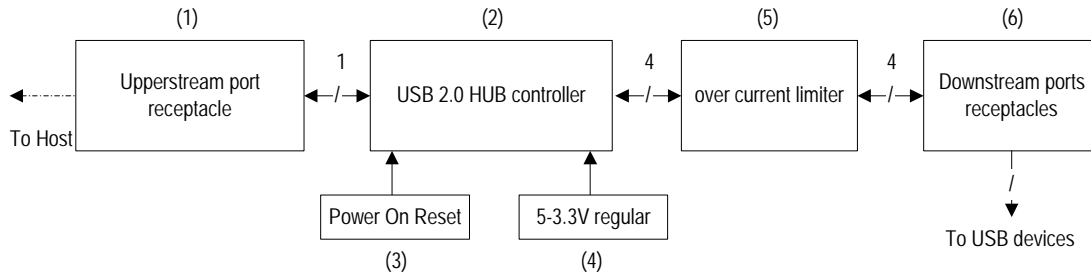 (1)
(2)
(5)
(6)
Upperstream port
receptacle
1
/
USB 2.0 HUB controller
4
/
over current limiter
4
/
Downstream ports
receptacles
To Host
/
Power On Reset
5-3.3V regular
To USB devices
(3)
(4)